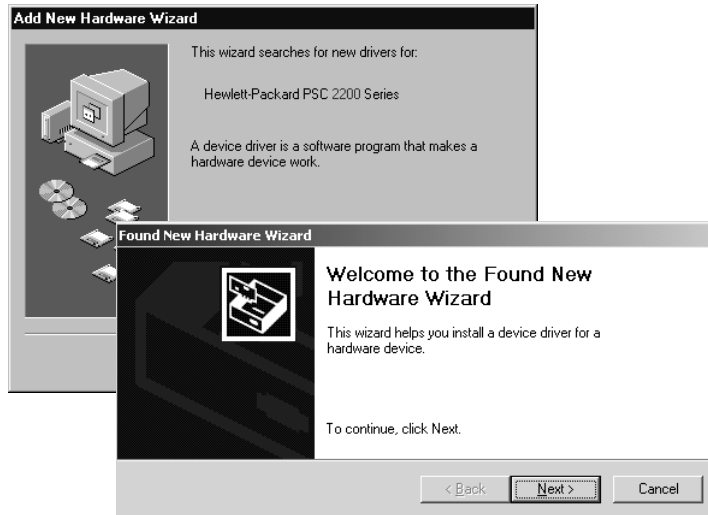 Add New Hardware Wizard
This wizard searches for new drivers for:
Hewlett-Packard PSC 2200 Series
A device driver is a software program that makes a
hardware device work.
Found New Hardware Wizard
Welcome to the Found New
Hardware Wizard
This wizard helps you install a device driver for a
hardware device.
To continue, click Next.
< Back
Next >
Cancel